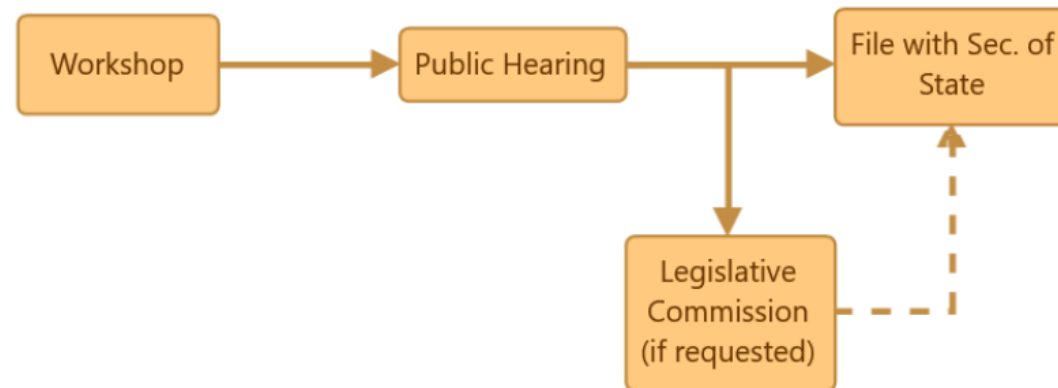 Workshop
Public Hearing
File with Sec. of
State
Legislative
Commission
(if requested)